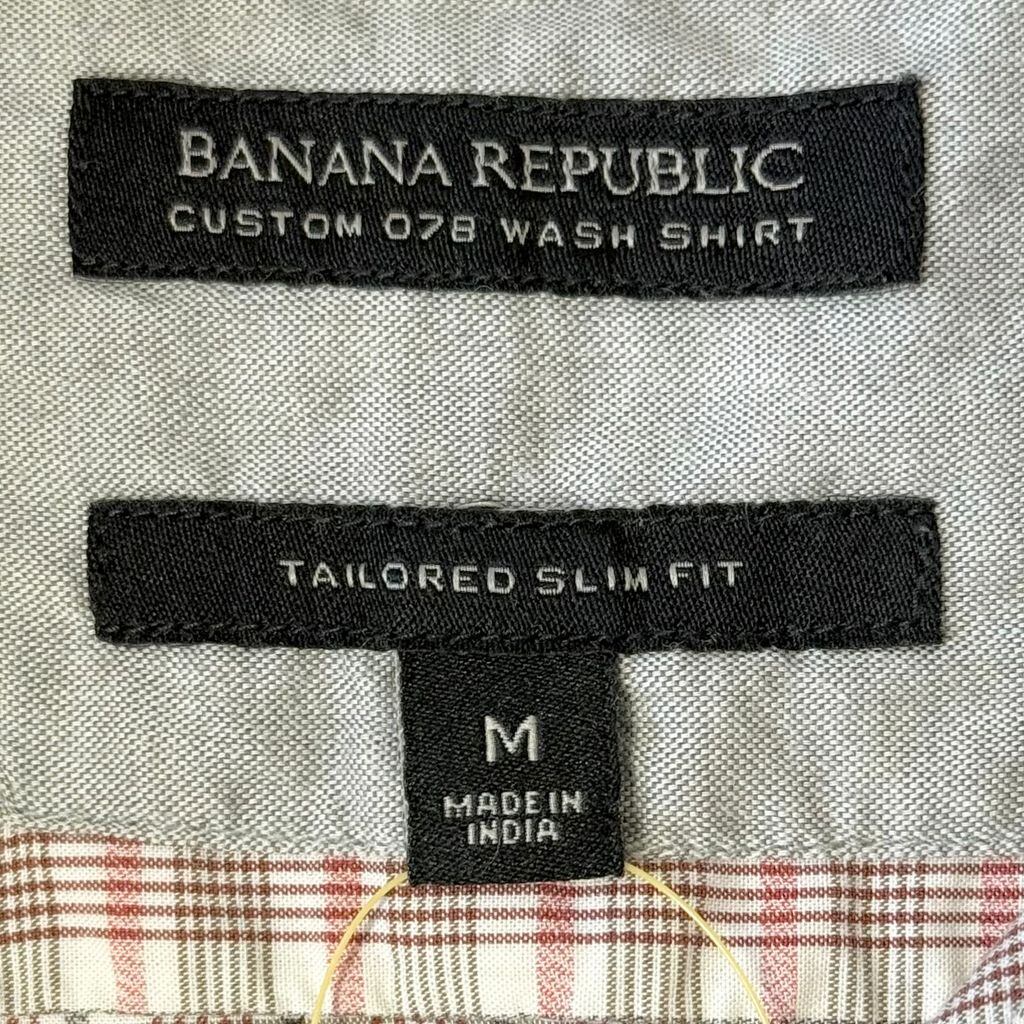 BANANA REPUBLIC
CUSTOM 078 WASH SHIRT
TAILORED SLIM FIT
M
MADE IN
INDIA